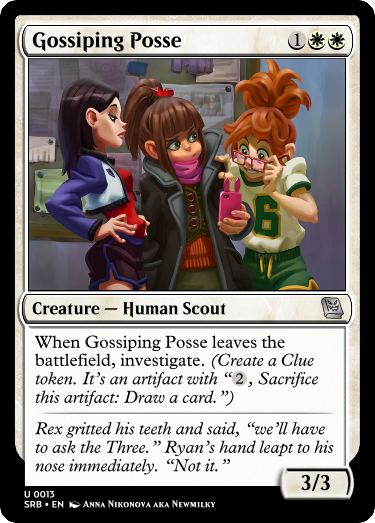 Gossiping Posse 1
6
Creature — Human Scout
When Gossiping Posse leaves the
battlefield, investigate. (Create a Clue
token. It's an artifact with “2, Sacrifice
this artifact: Draw a card.”)
Rex gritted his teeth and said, “we'll have
to ask the Three.” Ryan's hand leapt to his
nose immediately. “Not it.”
3/3
U 0013
SRB • EN Anna Nikonova aka Newmilky